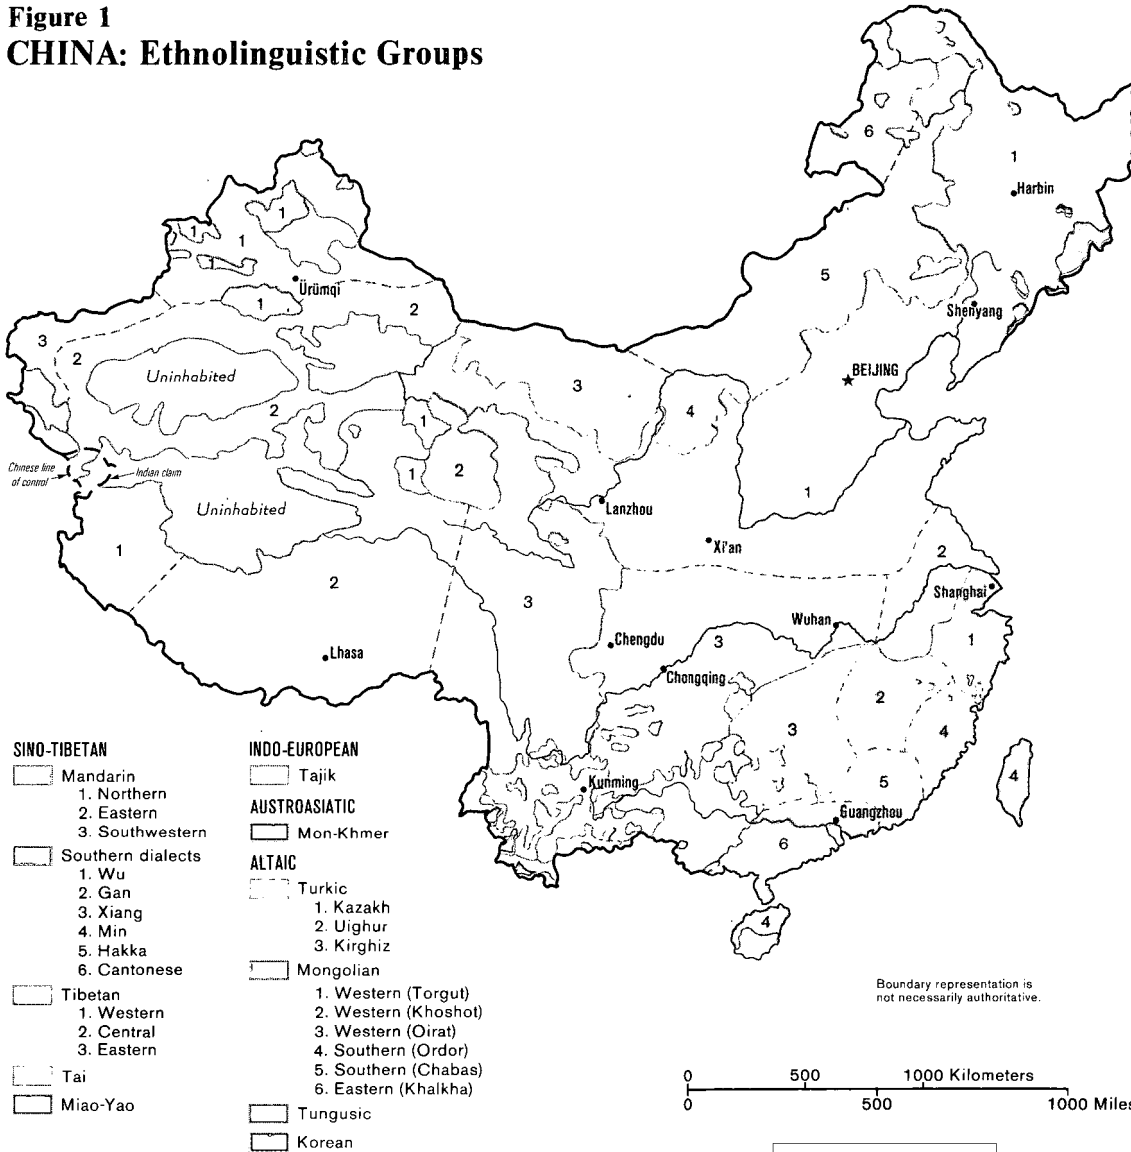 Figure 1
CHINA: Ethnolinguistic Groups
6
1
Harbin
1
1
1
1
5
Ürümqi
1
2
Shenyang
3
2
Uninhabited
BEIJING
3
4
2
1
Chinese line
of control
Indian claim
1
2
1
Uninhabited
Lanzhou
Xi'an
1
2
2
3
Shanghai
Wuhan
1
Chengdu
3
Lhasa
Chongqing
2
3
4
5
4
Kunming
Guangzhou
6
4
SINO-TIBETAN
Mandarin
1. Northern
2. Eastern
3. Southwestern
Southern dialects
1. Wu
2. Gan
3. Xiang
4. Min
5. Hakka
6. Cantonese
Tibetan
1. Western
2. Central
3. Eastern
Tai
Miao-Yao
INDO-EUROPEAN
Tajik
AUSTROASIATIC
Mon-Khmer
ALTAIC
Turkic
1. Kazakh
2. Uighur
3. Kirghiz
Mongolian
1. Western (Torgut)
2. Western (Khoshot)
3. Western (Oirat)
4. Southern (Ordor)
5. Southern (Chabas)
6. Eastern (Khalkha)
Tungusic
Korean
Boundary representation is
not necessarily authoritative.
0 500 1000 Kilometers
0 500 1000 Miles